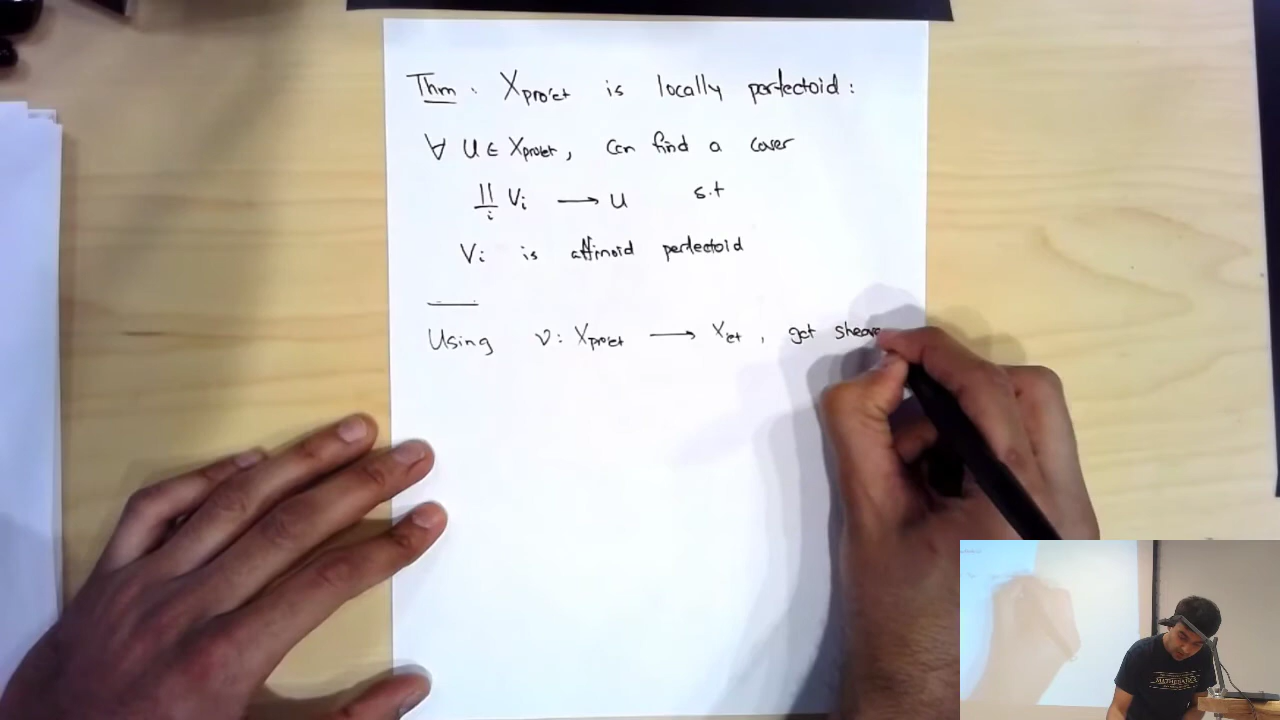 Thm: X_proét is locally perfectoid:
∀ U ∈ X_proét, can find a cover
∐_i V_i → U s.t
V_i is affinoid perfectoid
Using ν: X_proét → X_ét, get sheave